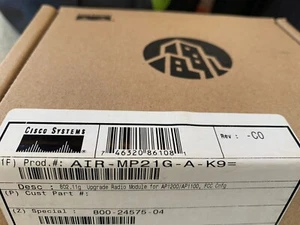 CISCO SYSTEMS
7 46320 86108 1
Rev : -C0
(1F) Prod.#: AIR-MP21G-A-K9=
Desc : 802.11g Upgrade Radio Module for AP1200/AP1100, FCC Cnfg
(P) Cust Part #:
(Z) Special : 800-24575-04